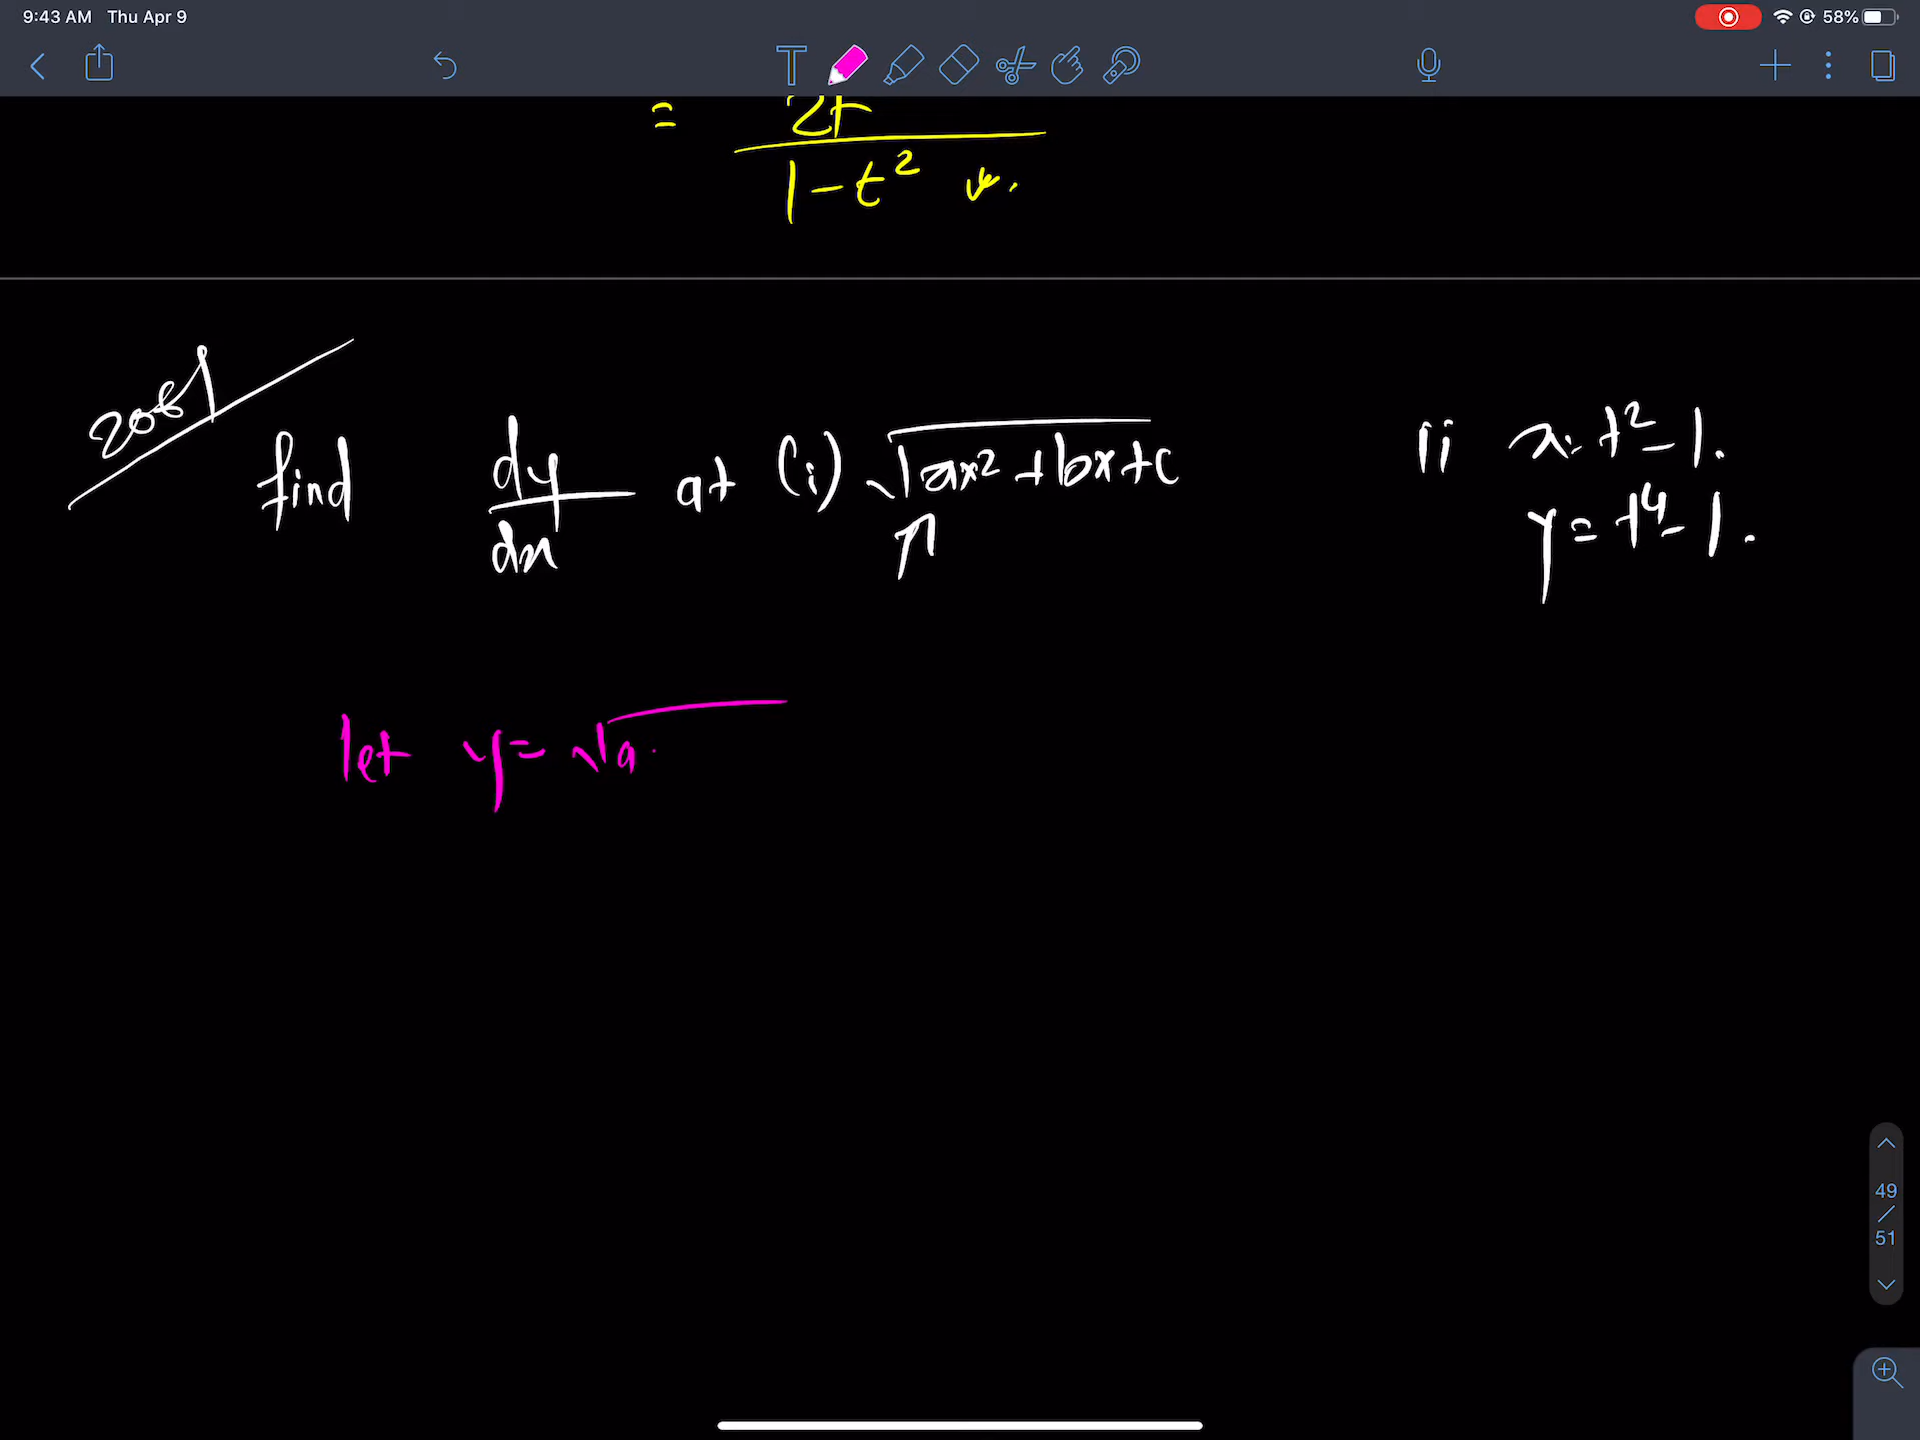 9:43 AM Thu Apr 9
58%
= 2t
1-t²
2081
find dy at (i) √ax²+bx+c
dx
ii x = t²-1.
y = t⁴-1.
let y = √a
49
/
51